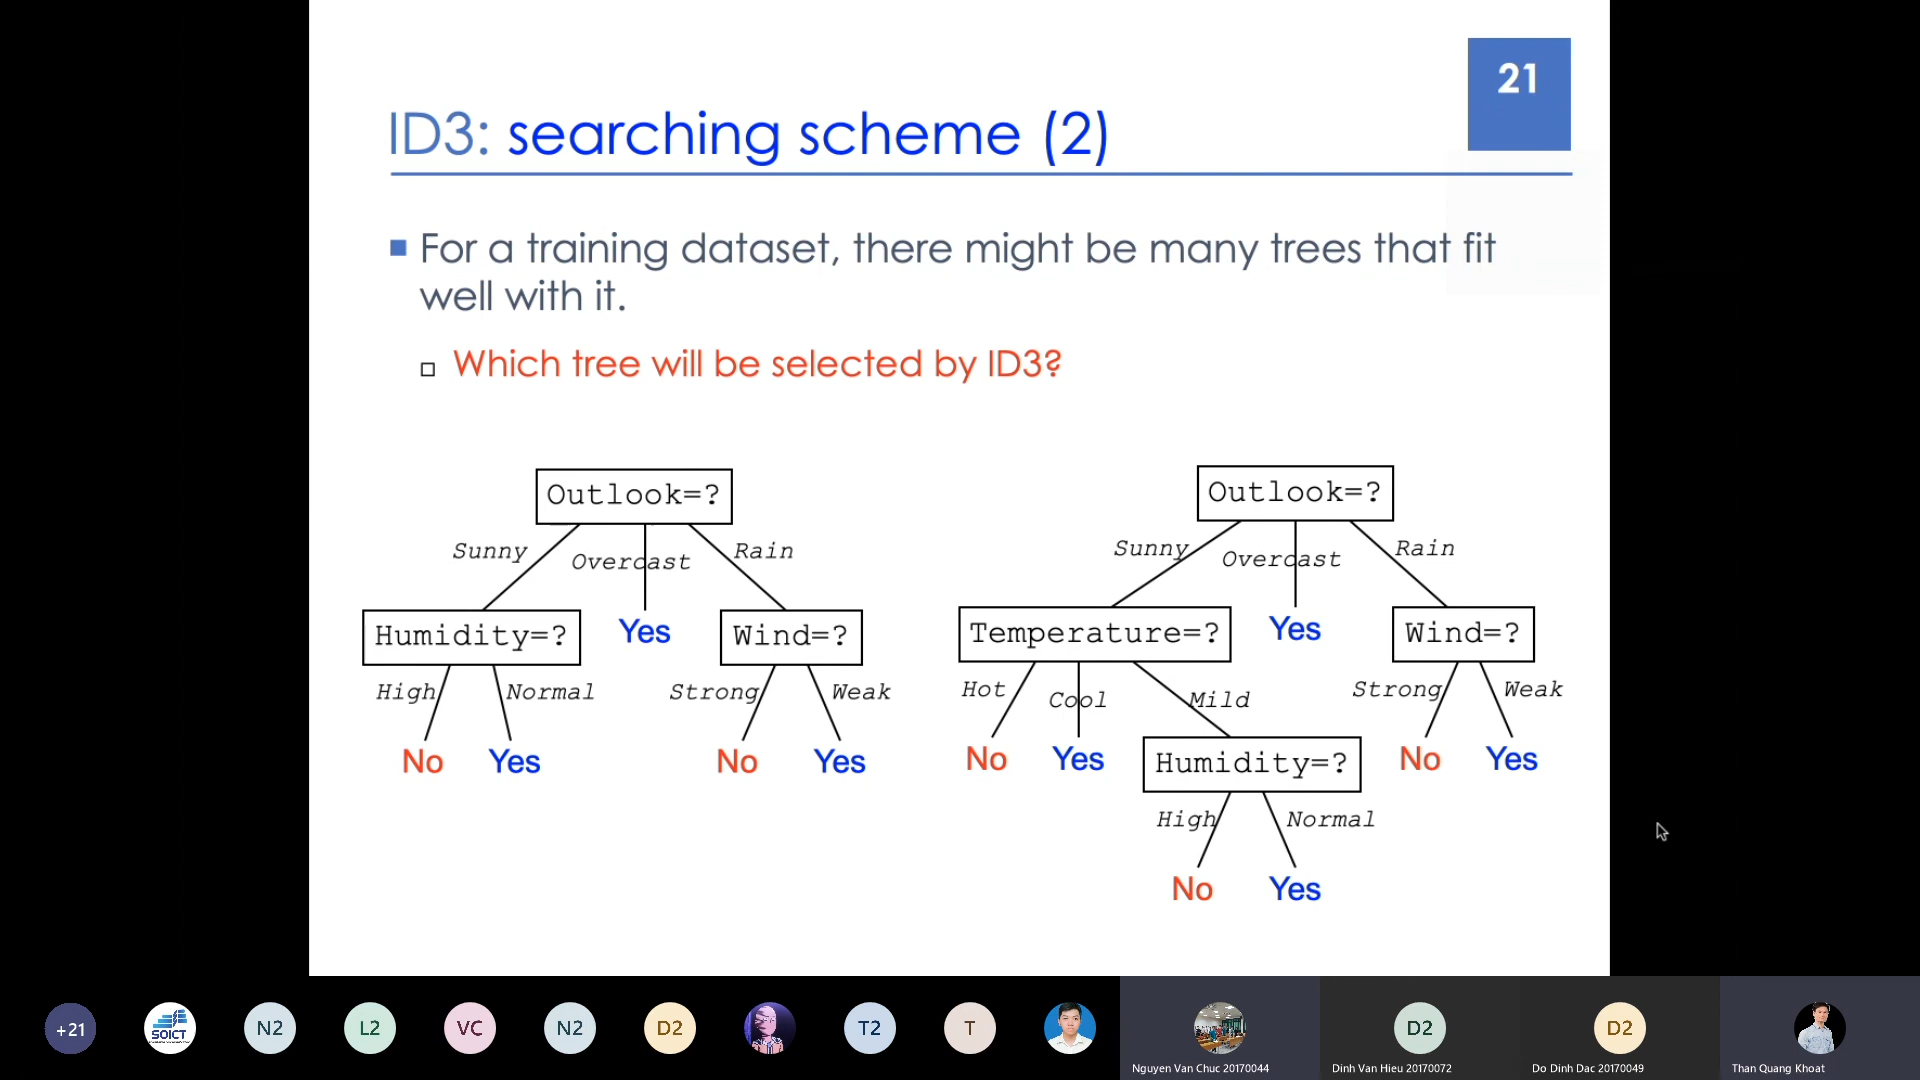 21
ID3: searching scheme (2)
For a training dataset, there might be many trees that fit
well with it.
Which tree will be selected by ID3?
Outlook=?
Sunny
Overcast
Rain
Humidity=?
Yes
Wind=?
High
Normal
Strong
Weak
No
Yes
No
Yes
Outlook=?
Sunny
Overcast
Rain
Temperature=?
Yes
Wind=?
Hot
Cool
Mild
Strong
Weak
No
Yes
Humidity=?
No
Yes
High
Normal
No
Yes
+21
SOICT
N2
L2
VC
N2
D2
T2
T
D2
D2
Nguyen Van Chuc 20170044
Dinh Van Hieu 20170072
Do Dinh Dac 20170049
Than Quang Khoat